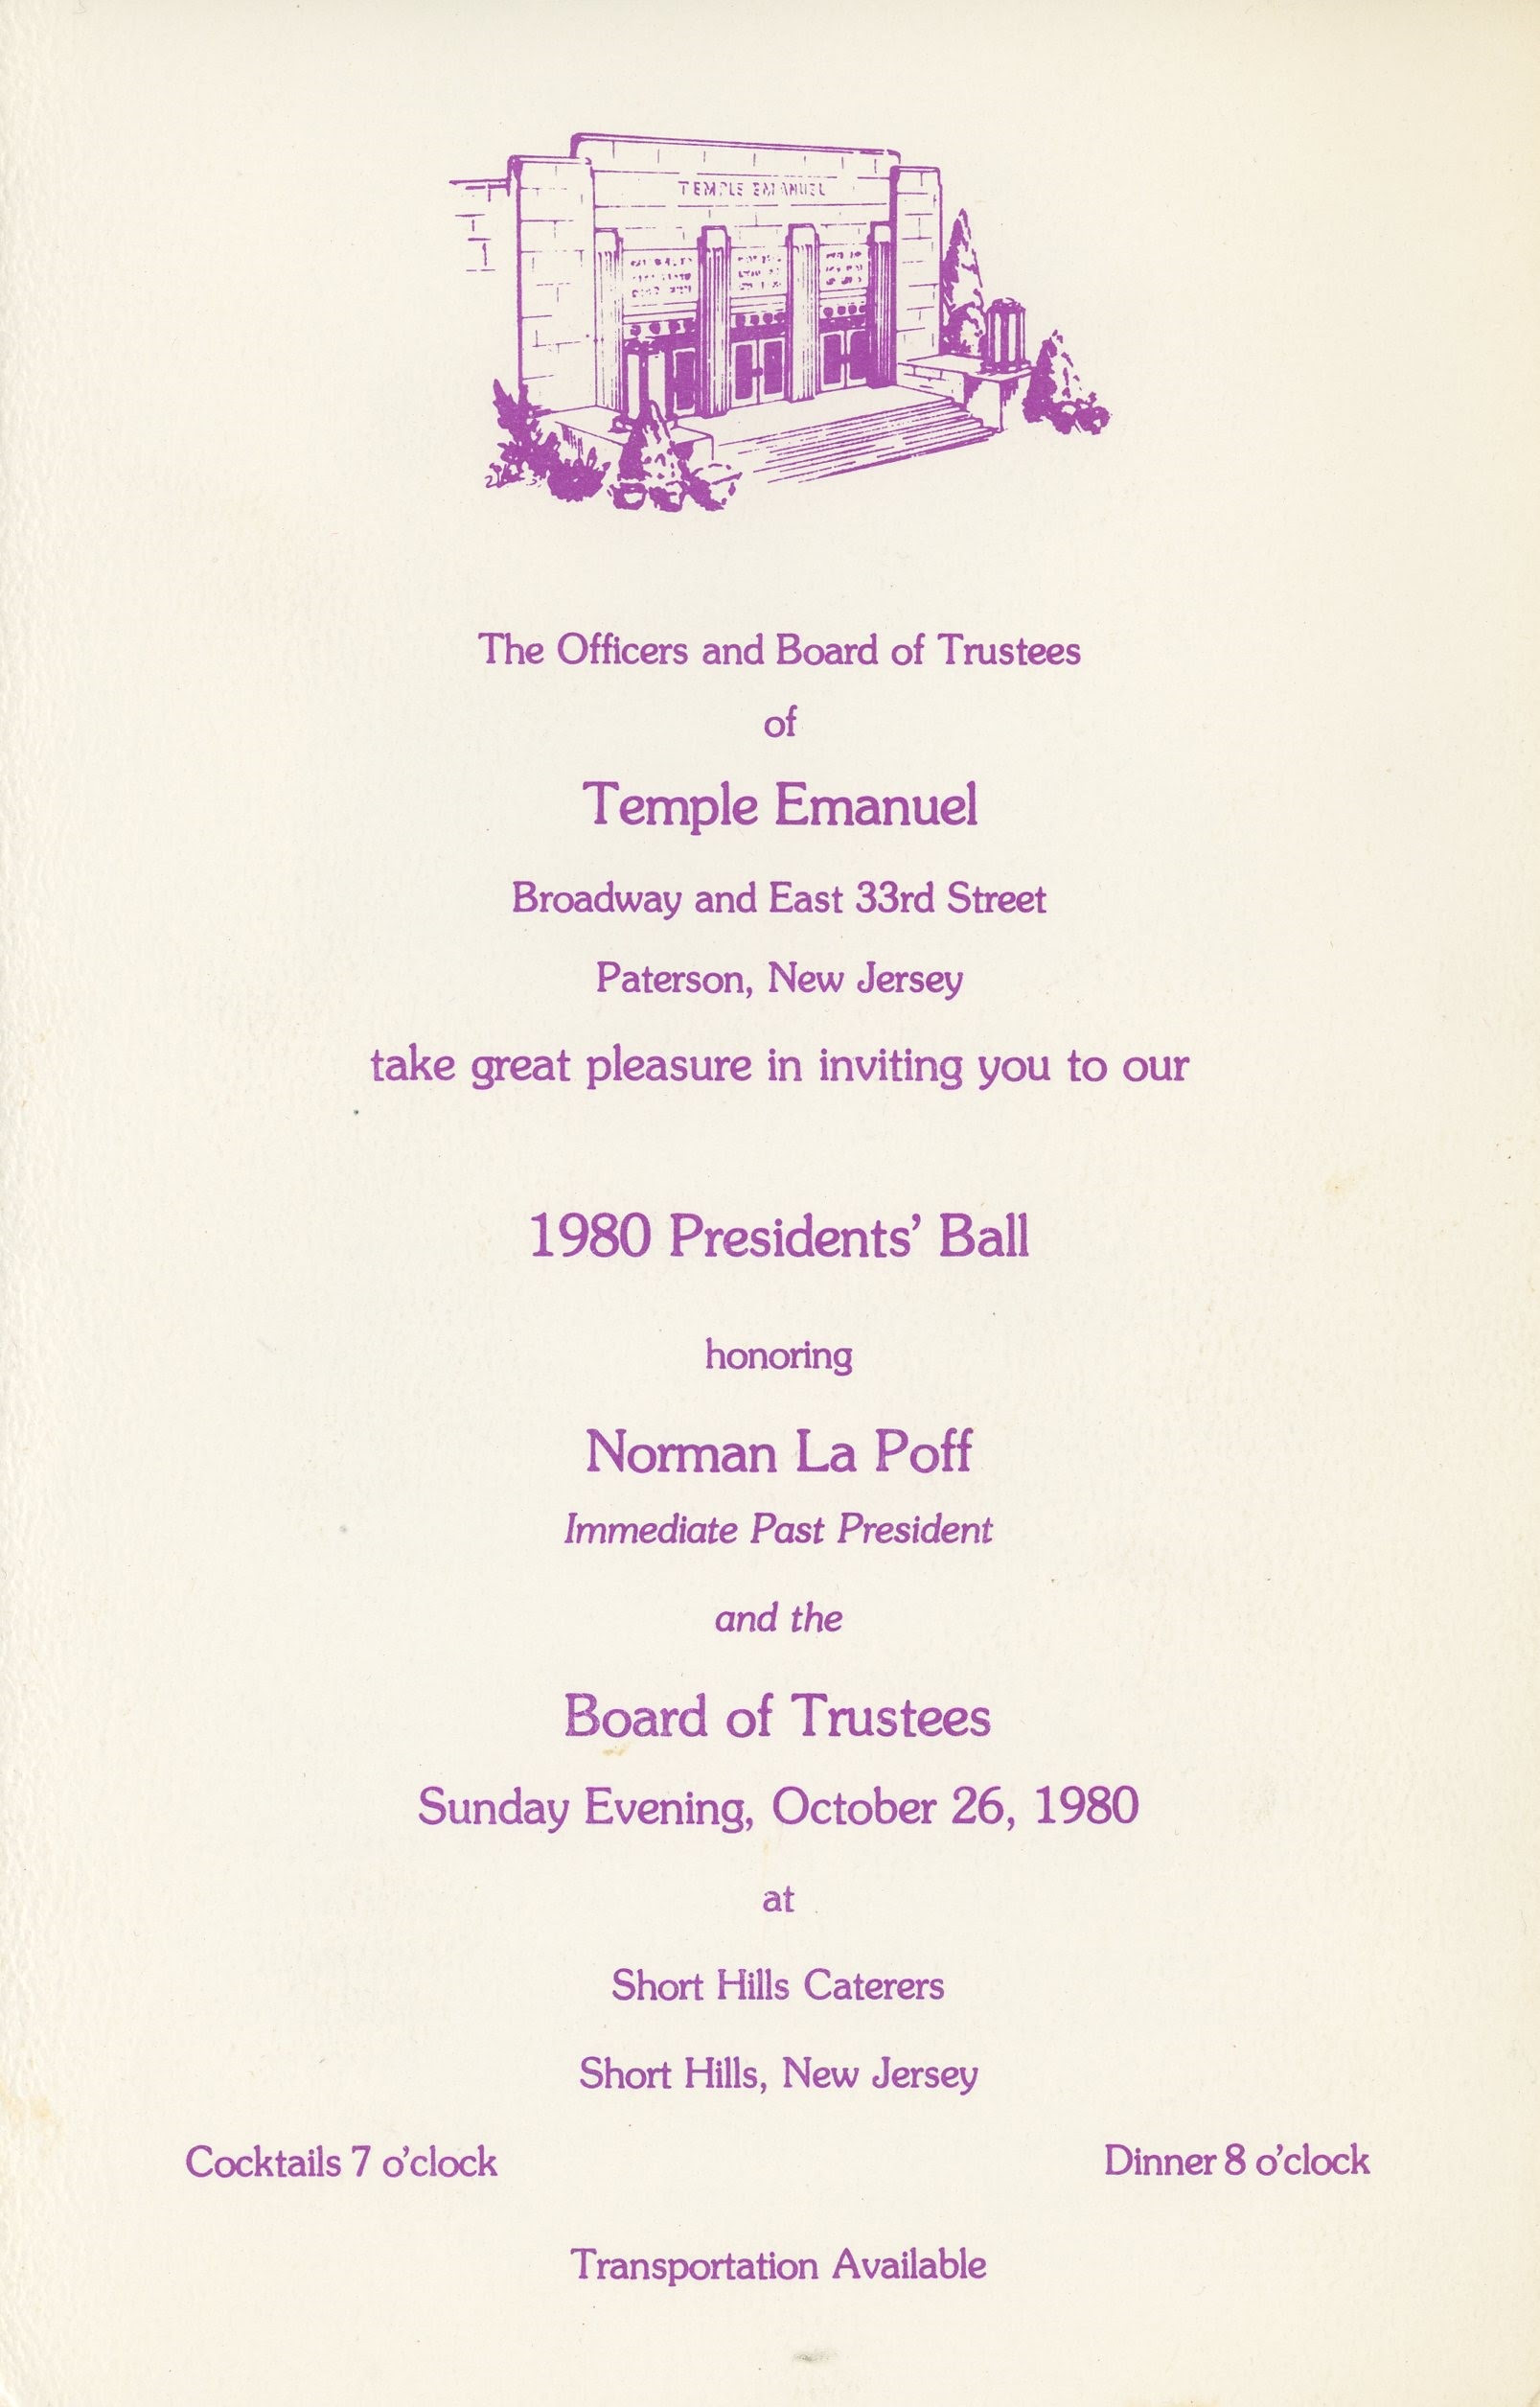 TEMPLE EMANUEL
The Officers and Board of Trustees
of
Temple Emanuel
Broadway and East 33rd Street
Paterson, New Jersey
take great pleasure in inviting you to our
1980 Presidents' Ball
honoring
Norman La Poff
Immediate Past President
and the
Board of Trustees
Sunday Evening, October 26, 1980
at
Short Hills Caterers
Short Hills, New Jersey
Cocktails 7 o'clock
Dinner 8 o'clock
Transportation Available